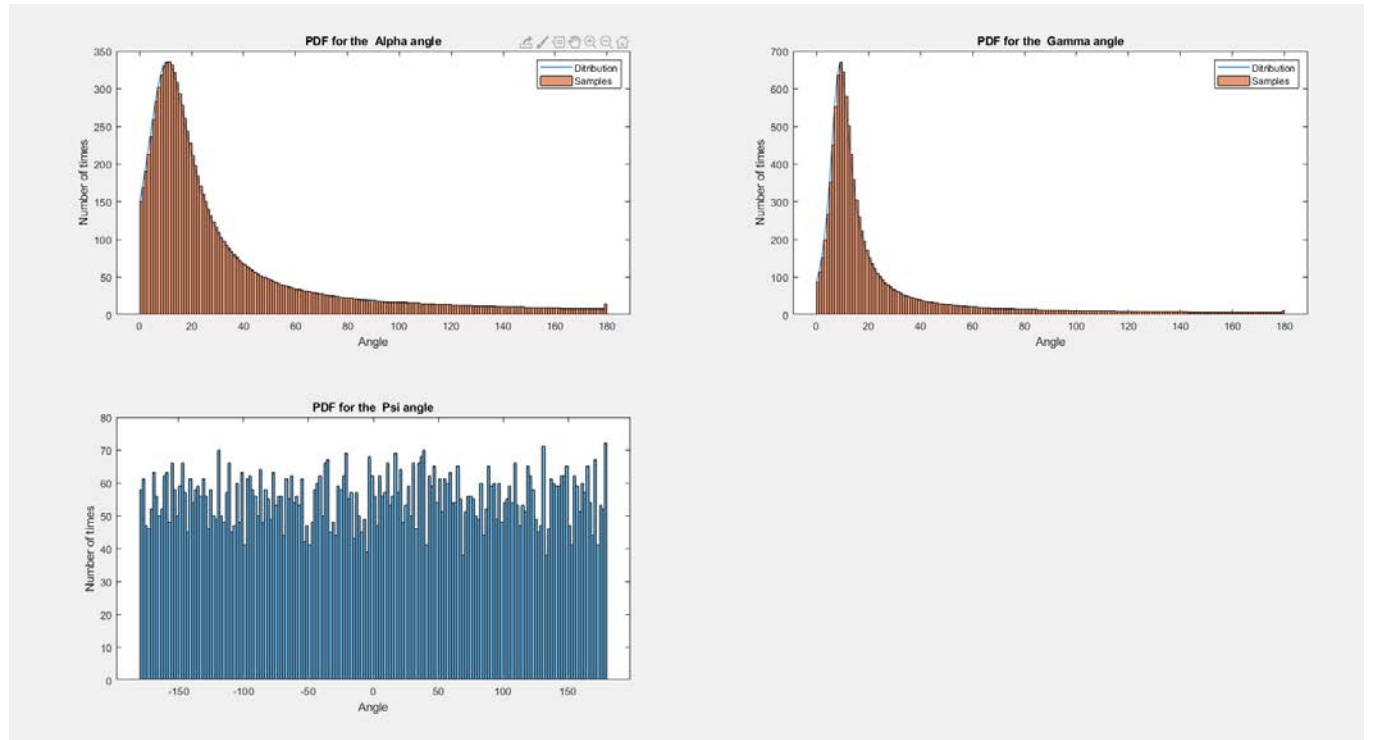 PDF for the Alpha angle
350
300
250
200
150
100
50
0
Number of times
Ditribution
Samples
0 20 40 60 80 100 120 140 160 180
Angle
PDF for the Gamma angle
700
600
500
400
300
200
100
0
Number of times
Ditribution
Samples
0 20 40 60 80 100 120 140 160 180
Angle
PDF for the Psi angle
80
70
60
50
40
30
20
10
0
Number of times
-150 -100 -50 0 50 100 150
Angle